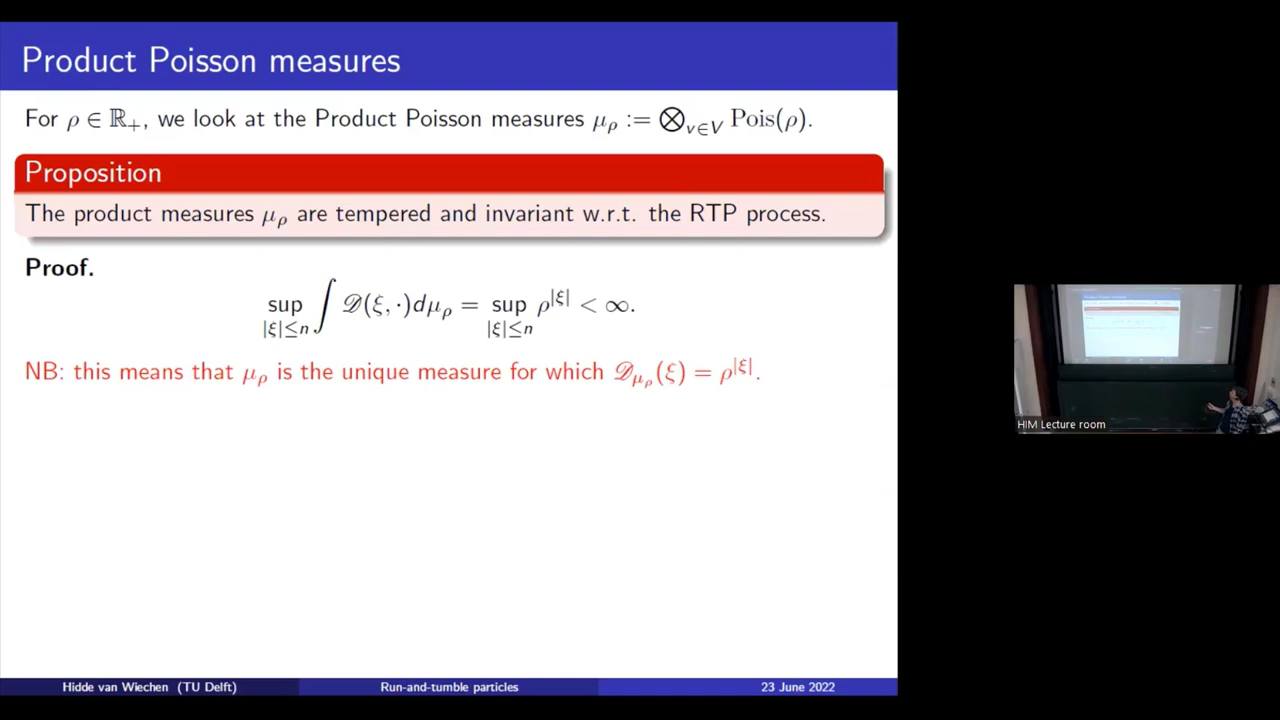 Product Poisson measures
For ρ ∈ ℝ₊, we look at the Product Poisson measures μ_ρ := ⨂_{v∈V} Pois(ρ).
Proposition
The product measures μ_ρ are tempered and invariant w.r.t. the RTP process.
Proof.
sup_{|ξ|≤n} ∫ 𝒟(ξ, ·)dμ_ρ = sup_{|ξ|≤n} ρ^{|ξ|} < ∞.
NB: this means that μ_ρ is the unique measure for which 𝒟_{μ_ρ}(ξ) = ρ^{|ξ|}.
HIM Lecture room
Hidde van Wiechen (TU Delft) Run-and-tumble particles 23 June 2022